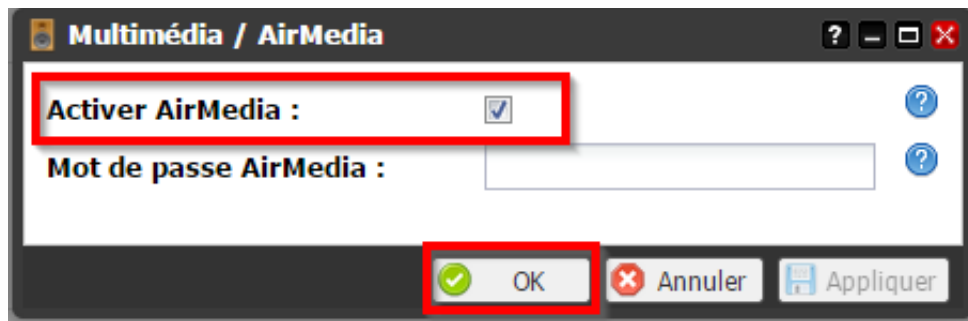 Multimédia / AirMedia
Activer AirMedia :
Mot de passe AirMedia :
OK Annuler Appliquer